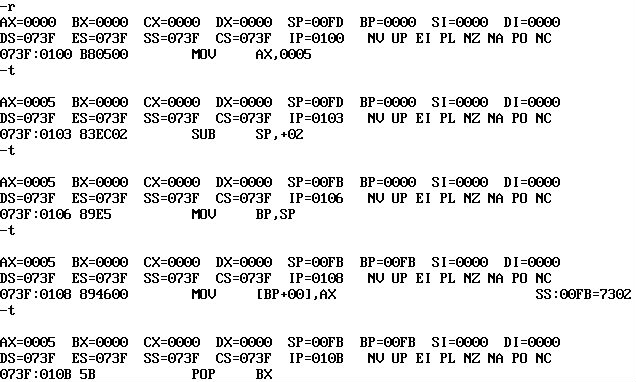 -r
AX=0000 BX=0000 CX=0000 DX=0000 SP=00FD BP=0000 SI=0000 DI=0000
DS=073F ES=073F SS=073F CS=073F IP=0100 NV UP EI PL NZ NA PO NC
073F:0100 B80500 MOV AX,0005
-t
AX=0005 BX=0000 CX=0000 DX=0000 SP=00FD BP=0000 SI=0000 DI=0000
DS=073F ES=073F SS=073F CS=073F IP=0103 NV UP EI PL NZ NA PO NC
073F:0103 83EC02 SUB SP,+02
-t
AX=0005 BX=0000 CX=0000 DX=0000 SP=00FB BP=0000 SI=0000 DI=0000
DS=073F ES=073F SS=073F CS=073F IP=0106 NV UP EI PL NZ NA PO NC
073F:0106 89E5 MOV BP,SP
-t
AX=0005 BX=0000 CX=0000 DX=0000 SP=00FB BP=00FB SI=0000 DI=0000
DS=073F ES=073F SS=073F CS=073F IP=0108 NV UP EI PL NZ NA PO NC
073F:0108 894600 MOV [BP+00],AX SS:00FB=7302
-t
AX=0005 BX=0000 CX=0000 DX=0000 SP=00FB BP=00FB SI=0000 DI=0000
DS=073F ES=073F SS=073F CS=073F IP=010B NV UP EI PL NZ NA PO NC
073F:010B 5B POP BX